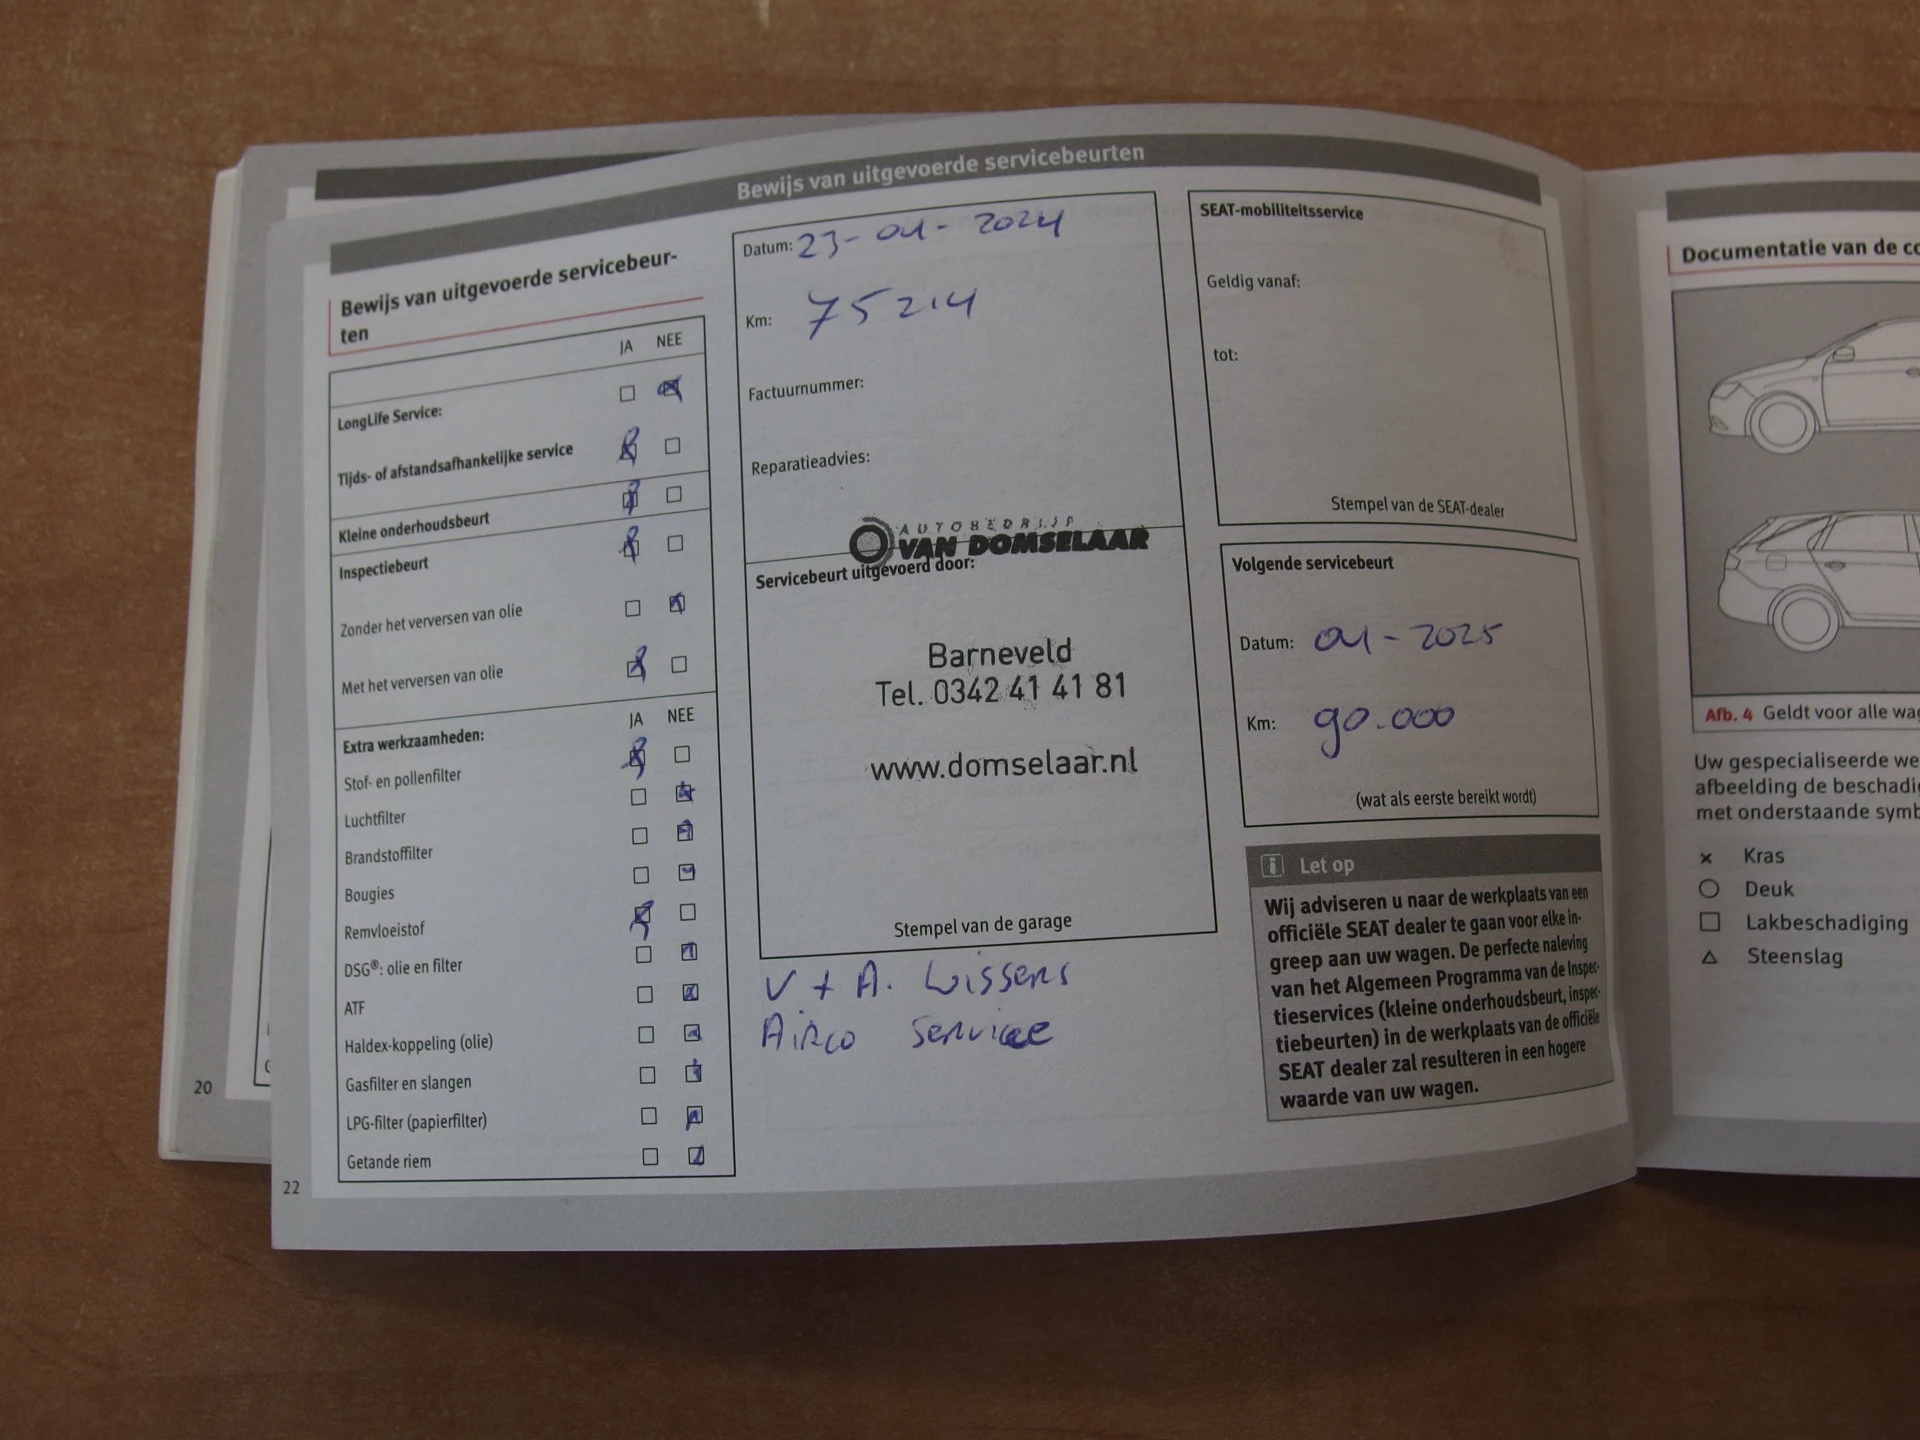 Bewijs van uitgevoerde servicebeurten
Bewijs van uitgevoerde servicebeur-
ten
JA NEE
LongLife Service:
Tijds- of afstandsafhankelijke service
Kleine onderhoudsbeurt
Inspectiebeurt
Zonder het verversen van olie
Met het verversen van olie
JA NEE
Extra werkzaamheden:
Stof- en pollenfilter
Luchtfilter
Brandstoffilter
Bougies
Remvloeistof
DSG®: olie en filter
ATF
Haldex-koppeling (olie)
Gasfilter en slangen
LPG-filter (papierfilter)
Getande riem
22
20
Datum: 23-04-2024
Km: 75214
Factuurnummer:
Reparatieadvies:
AUTOBEDRIJF
VAN DOMSELAAR
Servicebeurt uitgevoerd door:
Barneveld
Tel. 0342 41 41 81
www.domselaar.nl
Stempel van de garage
V + A. wissers
Airco service
SEAT-mobiliteitsservice
Geldig vanaf:
tot:
Stempel van de SEAT-dealer
Volgende servicebeurt
Datum: 04-2025
Km: 90.000
(wat als eerste bereikt wordt)
i Let op
Wij adviseren u naar de werkplaats van een
officiële SEAT dealer te gaan voor elke in-
greep aan uw wagen. De perfecte naleving
van het Algemeen Programma van de Inspec-
tieservices (kleine onderhoudsbeurt, inspec-
tiebeurten) in de werkplaats van de officiële
SEAT dealer zal resulteren in een hogere
waarde van uw wagen.
Documentatie van de co
Afb. 4 Geldt voor alle wag
Uw gespecialiseerde we
afbeelding de beschadig
met onderstaande symb
Kras
Deuk
Lakbeschadiging
Steenslag